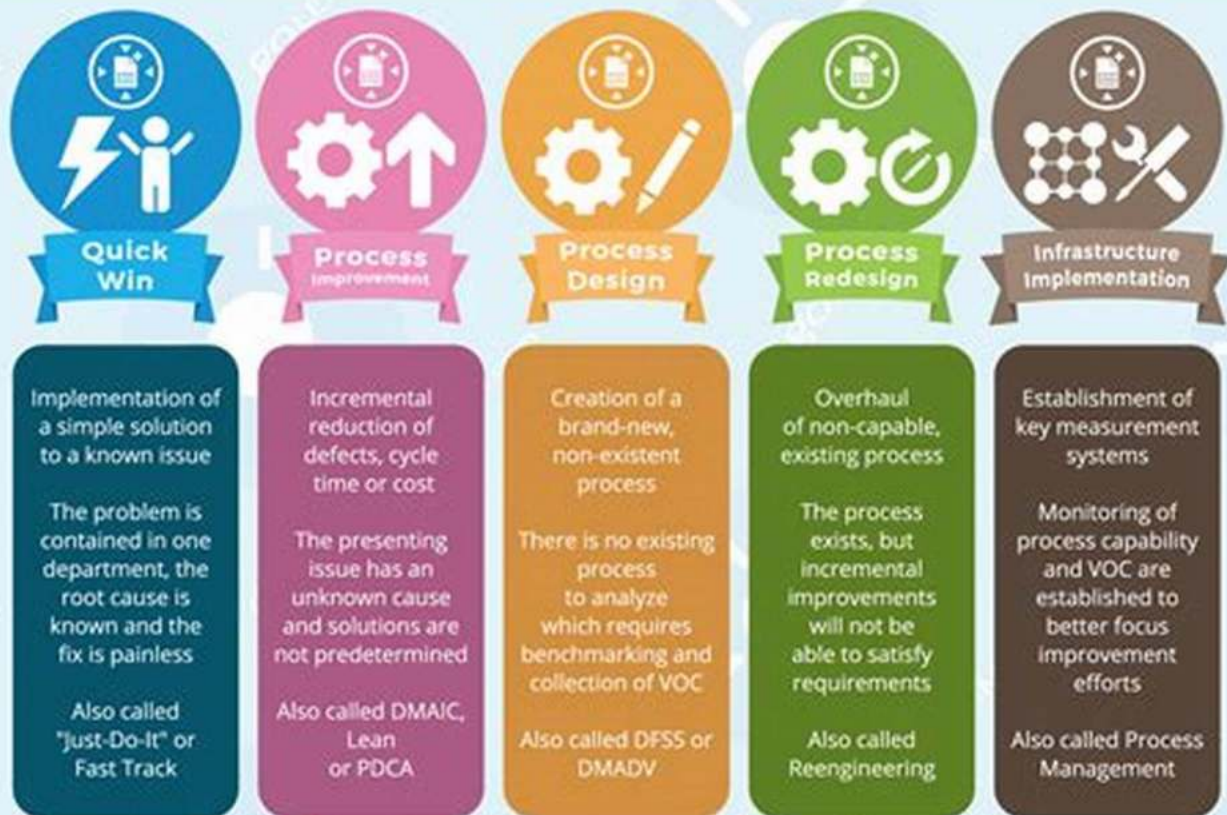 Quick
Win
Process
Improvement
Process
Design
Process
Redesign
Infrastructure
Implementation
Implementation of
a simple solution
to a known issue
The problem is
contained in one
department, the
root cause is
known and the
fix is painless
Also called
"Just-Do-It" or
Fast Track
Incremental
reduction of
defects, cycle
time or cost
The presenting
issue has an
unknown cause
and solutions are
not predetermined
Also called DMAIC,
Lean
or PDCA
Creation of a
brand-new,
non-existent
process
There is no existing
process
to analyze
which requires
benchmarking and
collection of VOC
Also called DFSS or
DMADV
Overhaul
of non-capable,
existing process
The process
exists, but
incremental
improvements
will not be
able to satisfy
requirements
Also called
Reengineering
Establishment of
key measurement
systems
Monitoring of
process capability
and VOC are
established to
better focus
improvement
efforts
Also called Process
Management